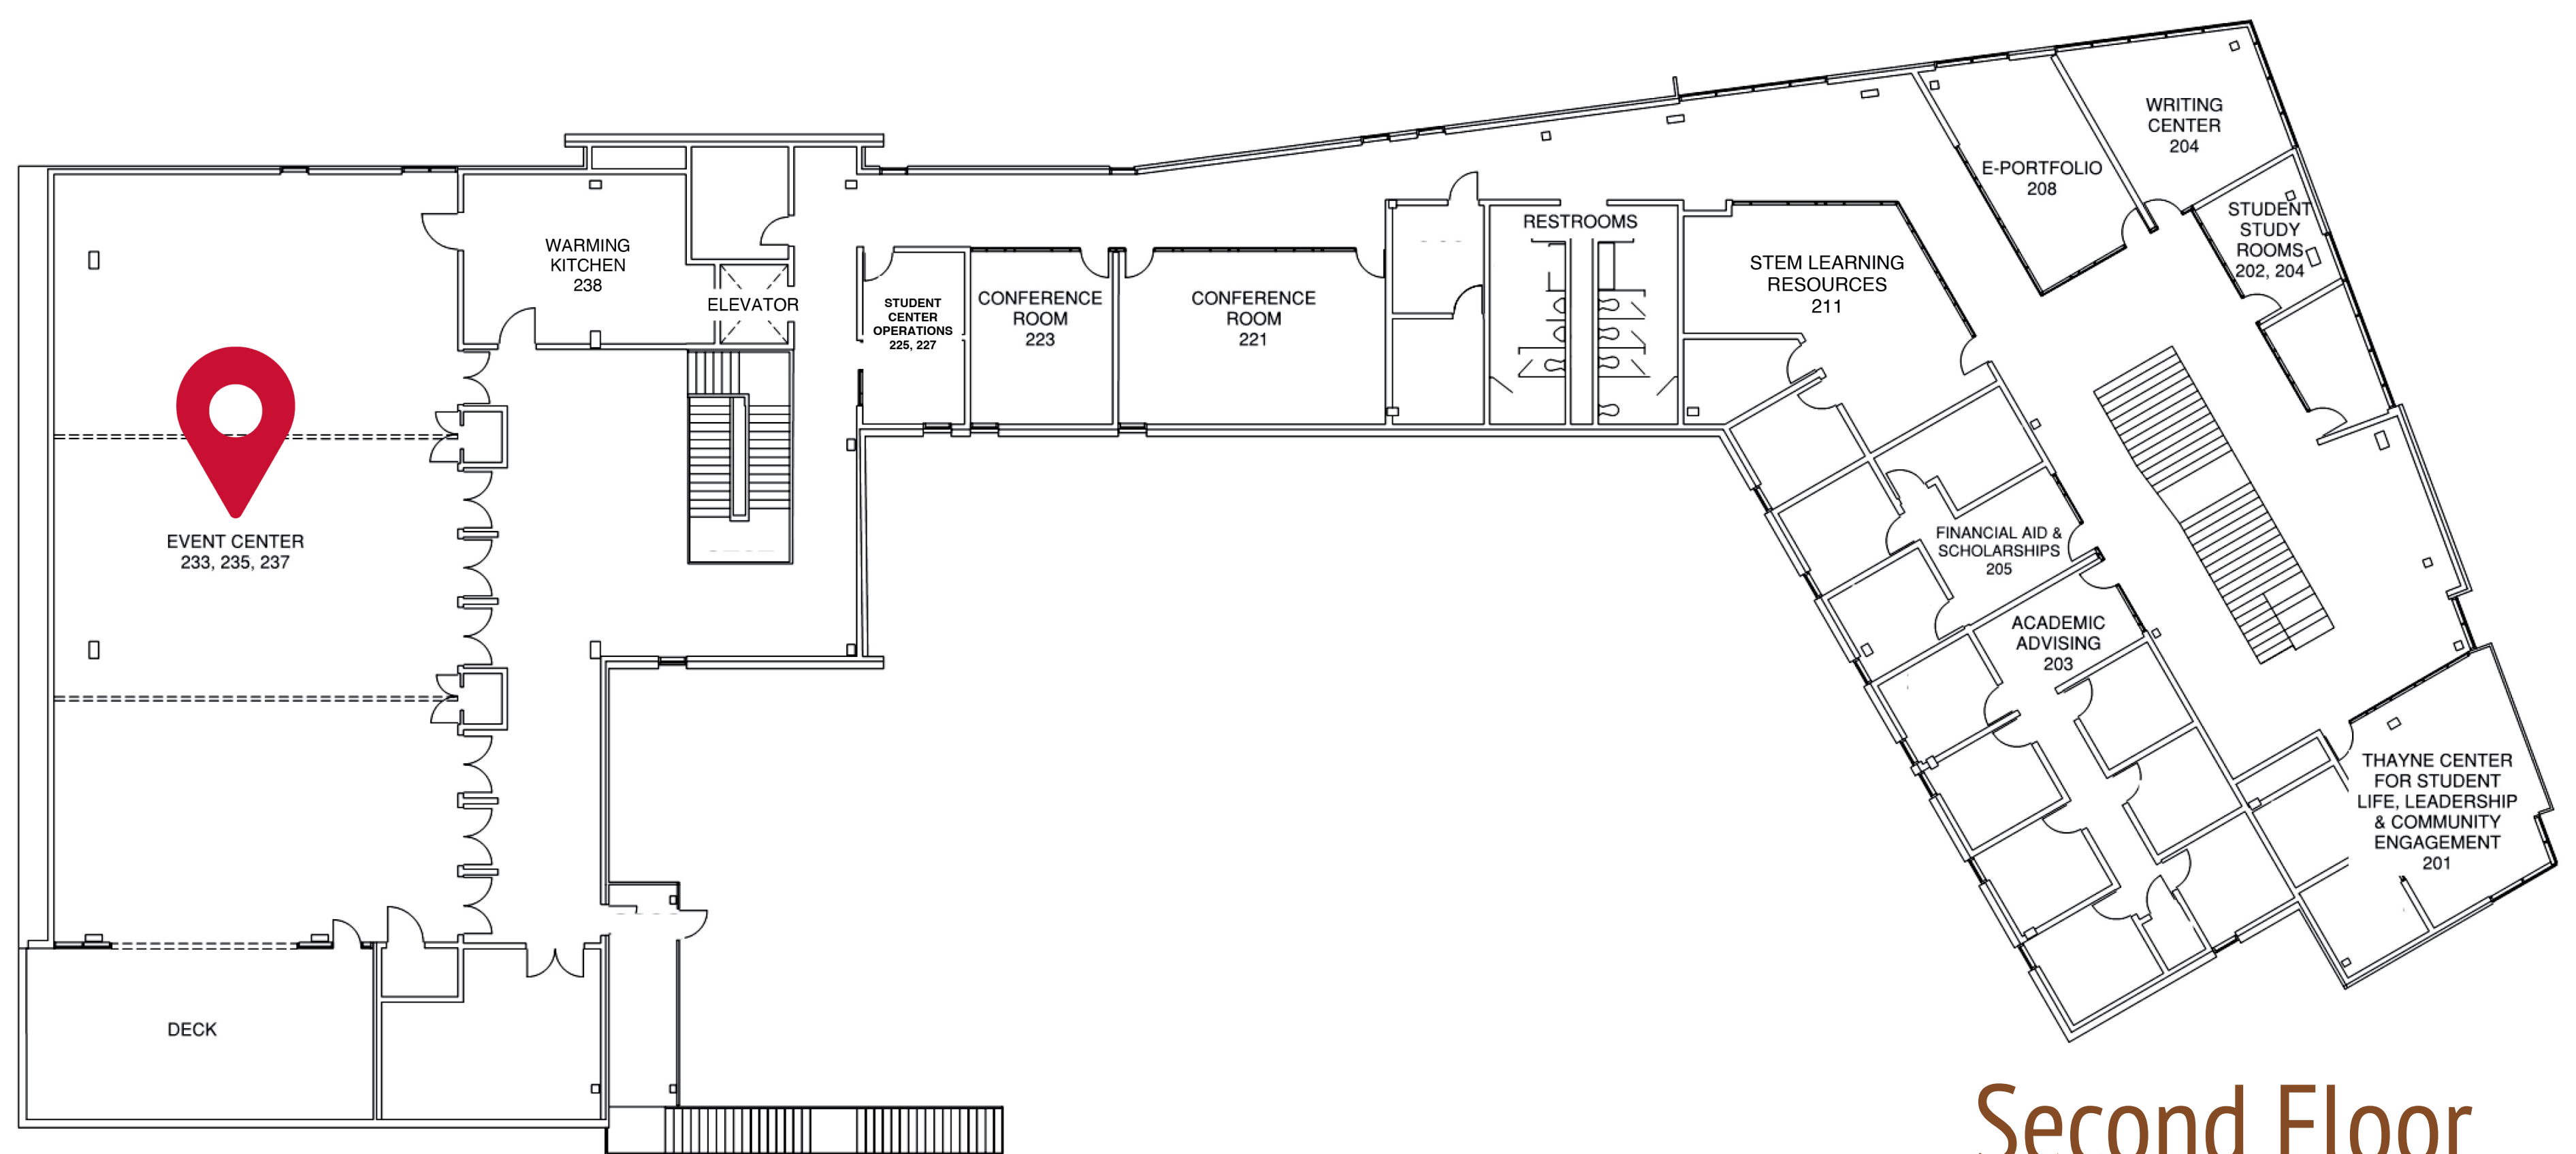 WRITING
CENTER
204
E-PORTFOLIO
208
STUDENT
STUDY
ROOMS
202, 204
RESTROOMS
WARMING
KITCHEN
238
ELEVATOR
STUDENT
CENTER
OPERATIONS
225, 227
CONFERENCE
ROOM
223
CONFERENCE
ROOM
221
STEM LEARNING
RESOURCES
211
EVENT CENTER
233, 235, 237
FINANCIAL AID &
SCHOLARSHIPS
205
ACADEMIC
ADVISING
203
THAYNE CENTER
FOR STUDENT
LIFE, LEADERSHIP
& COMMUNITY
ENGAGEMENT
201
DECK
Second Floor